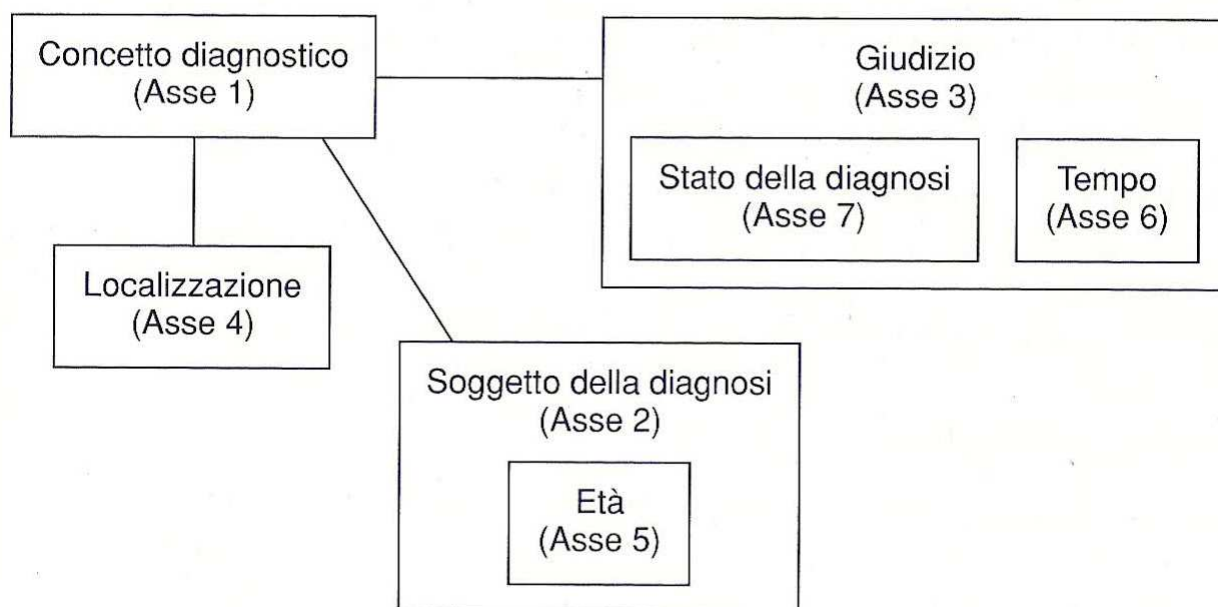 Concetto diagnostico
(Asse 1)
Giudizio
(Asse 3)
Stato della diagnosi
(Asse 7)
Tempo
(Asse 6)
Localizzazione
(Asse 4)
Soggetto della diagnosi
(Asse 2)
Età
(Asse 5)